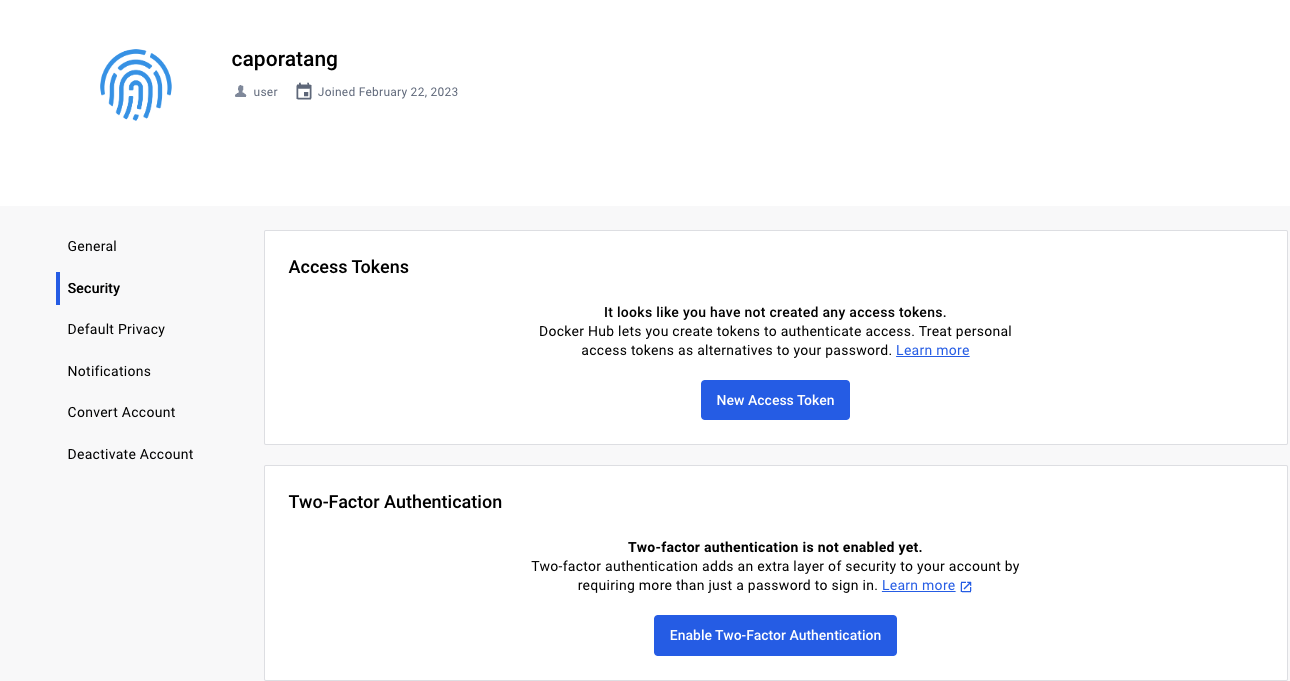 caporatang
user Joined February 22, 2023
General
Security
Default Privacy
Notifications
Convert Account
Deactivate Account
Access Tokens
It looks like you have not created any access tokens.
Docker Hub lets you create tokens to authenticate access. Treat personal
access tokens as alternatives to your password. Learn more
New Access Token
Two-Factor Authentication
Two-factor authentication is not enabled yet.
Two-factor authentication adds an extra layer of security to your account by
requiring more than just a password to sign in. Learn more
Enable Two-Factor Authentication